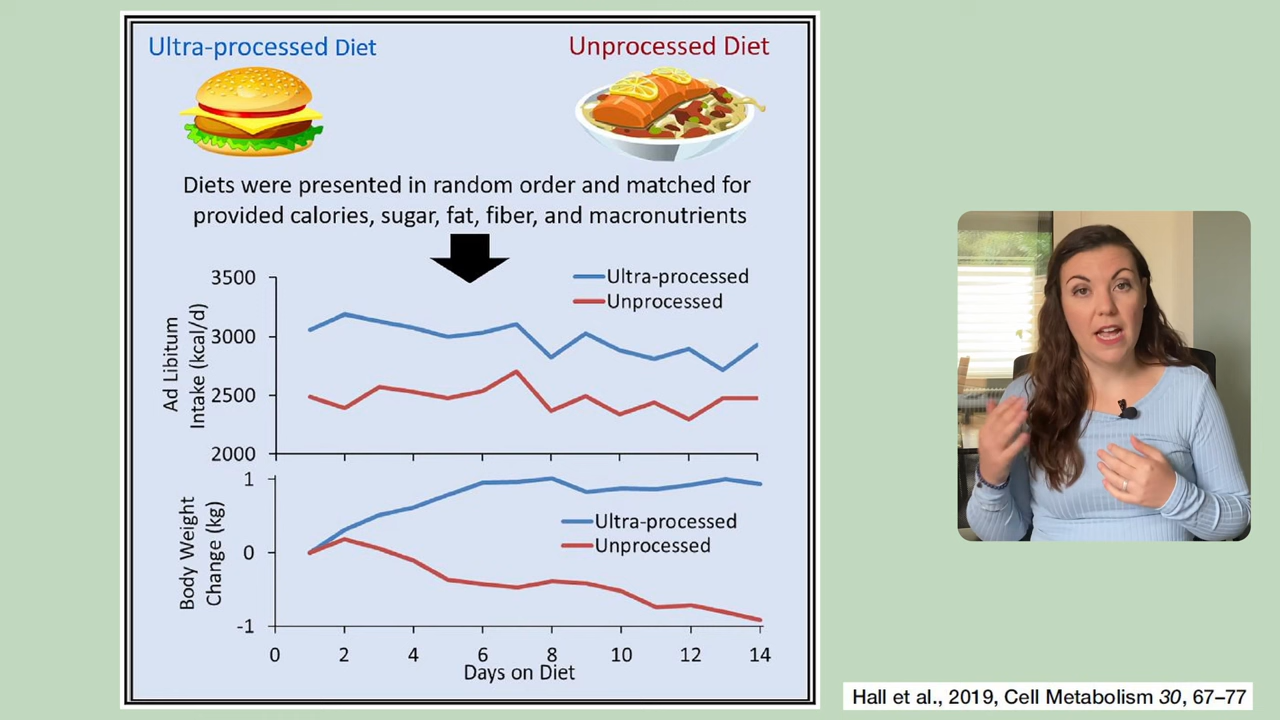 Ultra-processed Diet
Unprocessed Diet
Diets were presented in random order and matched for
provided calories, sugar, fat, fiber, and macronutrients
Ad Libitum
Intake (kcal/d)
3500
3000
2500
2000
Ultra-processed
Unprocessed
Body Weight
Change (kg)
1
0
-1
Ultra-processed
Unprocessed
0 2 4 6 8 10 12 14
Days on Diet
Hall et al., 2019, Cell Metabolism 30, 67–77